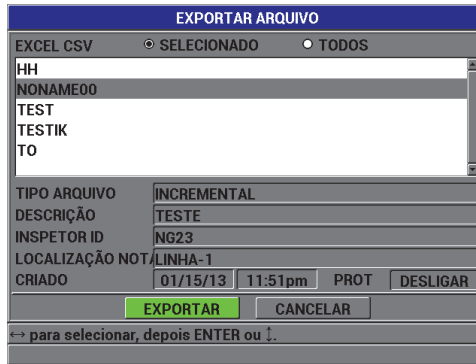 EXPORTAR ARQUIVO
EXCEL CSV SELECIONADO TODOS
HH
NONAME00
TEST
TESTIK
TO
TIPO ARQUIVO INCREMENTAL
DESCRIÇÃO TESTE
INSPETOR ID NG23
LOCALIZAÇÃO NOTA LINHA-1
CRIADO 01/15/13 11:51pm PROT DESLIGAR
EXPORTAR CANCELAR
↔ para selecionar, depois ENTER ou ↕.